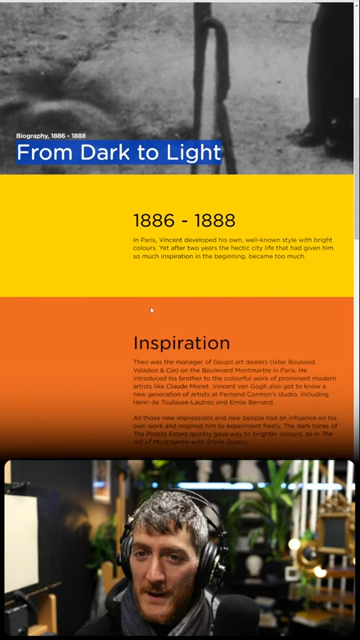 Biography, 1886 - 1888
From Dark to Light
1886 - 1888
In Paris, Vincent developed his own, well-known style with bright
colours. Yet after two years the hectic city life that had given him
so much inspiration in the beginning, became too much.
Inspiration
Theo was the manager of Goupil art dealers (later Boussod,
Valadon & Cie) on the Boulevard Montmartre in Paris. He
introduced his brother to the colourful work of prominent modern
artists like Claude Monet. Vincent van Gogh also got to know a
new generation of artists at Fernand Cormon's studio, including
Henri de Toulouse-Lautrec and Emile Bernard.
All those new impressions and new people had an influence on his
own work and inspired him to experiment freely. The dark tones of
The Potato Eaters quickly gave way to brighter colours, as in The
Hill of Montmartre with Stone Quarry.